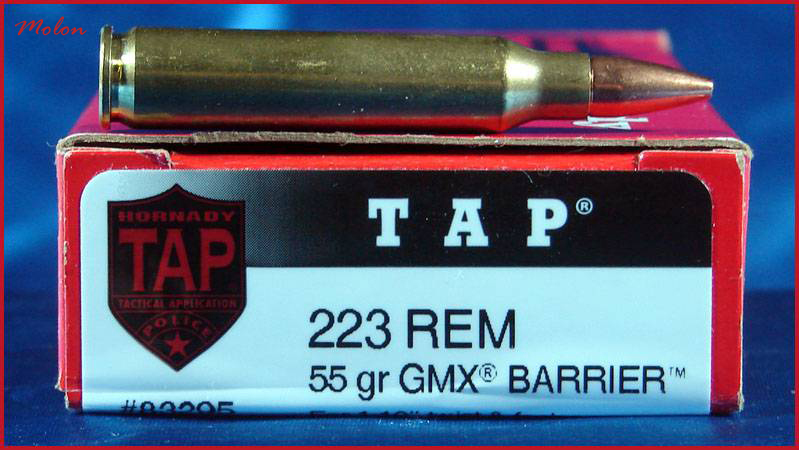 Molon
HORNADY
TAP
TACTICAL APPLICATION
POLICE
TAP®
223 REM
55 gr GMX® BARRIER™